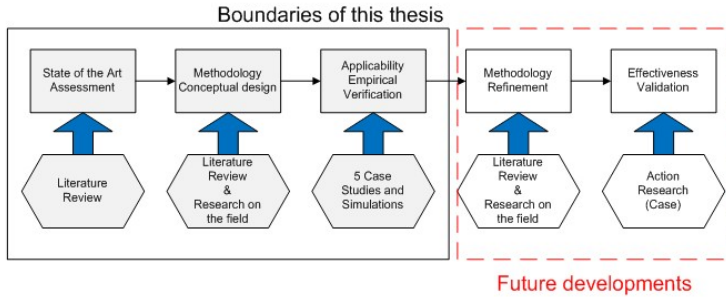 Boundaries of this thesis
State of the Art
Assessment
Methodology
Conceptual design
Applicability
Empirical
Verification
Methodology
Refinement
Effectiveness
Validation
Literature
Review
Literature
Review
&
Research on
the field
5 Case
Studies and
Simulations
Literature
Review
&
Research on
the field
Action
Research
(Case)
Future developments